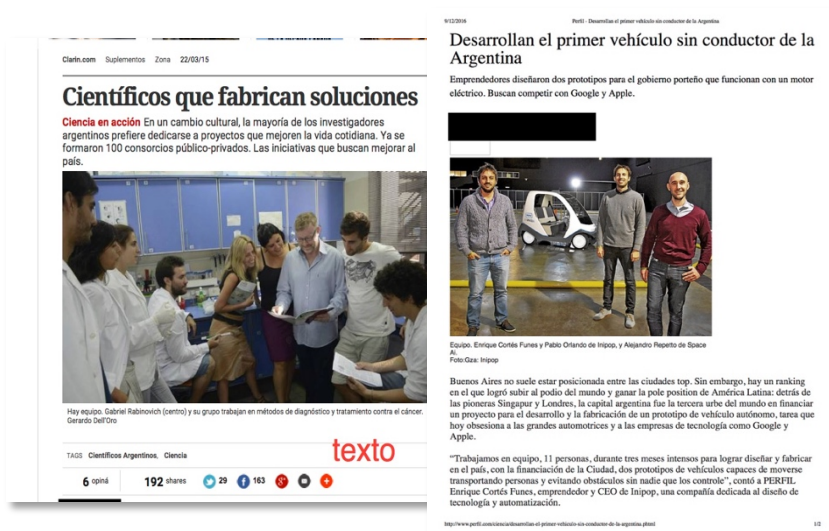 Clarin.com Suplementos Zona 22/03/15
Científicos que fabrican soluciones
Ciencia en acción En un cambio cultural, la mayoría de los investigadores
argentinos prefiere dedicarse a proyectos que mejoren la vida cotidiana. Ya se
formaron 100 consorcios público-privados. Las iniciativas que buscan mejorar al
país.
Hay equipo. Gabriel Rabinovich (centro) y su grupo trabajan en métodos de diagnóstico y tratamiento contra el cáncer.
Gerardo Dell'Oro
texto
TAGS Científicos Argentinos, Ciencia
6 opiná 192 shares 29 163
9/12/2016 Perfil - Desarrollan el primer vehículo sin conductor de la Argentina
Desarrollan el primer vehículo sin conductor de la
Argentina
Emprendedores diseñaron dos prototipos para el gobierno porteño que funcionan con un motor
eléctrico. Buscan competir con Google y Apple.
Equipo. Enrique Cortés Funes y Pablo Orlando de Inipop, y Alejandro Repetto de Space
Ai.
Foto:Gza: Inipop
Buenos Aires no suele estar posicionada entre las ciudades top. Sin embargo, hay un ranking
en el que logró subir al podio del mundo y ganar la pole position de América Latina: detrás de
las pioneras Singapur y Londres, la capital argentina fue la tercera urbe del mundo en financiar
un proyecto para el desarrollo y la fabricación de un prototipo de vehículo autónomo, tarea que
hoy obsesiona a las grandes automotrices y a las empresas de tecnología como Google y
Apple.
“Trabajamos en equipo, 11 personas, durante tres meses intensos para lograr diseñar y fabricar
en el país, con la financiación de la Ciudad, dos prototipos de vehículos capaces de moverse
transportando personas y evitando obstáculos sin nadie que los controle”, contó a PERFIL
Enrique Cortés Funes, emprendedor y CEO de Inipop, una compañía dedicada al diseño de
tecnología y automatización.
http://www.perfil.com/ciencia/desarrollan-el-primer-vehiculo-sin-conductor-de-la-argentina.phtml 1/2